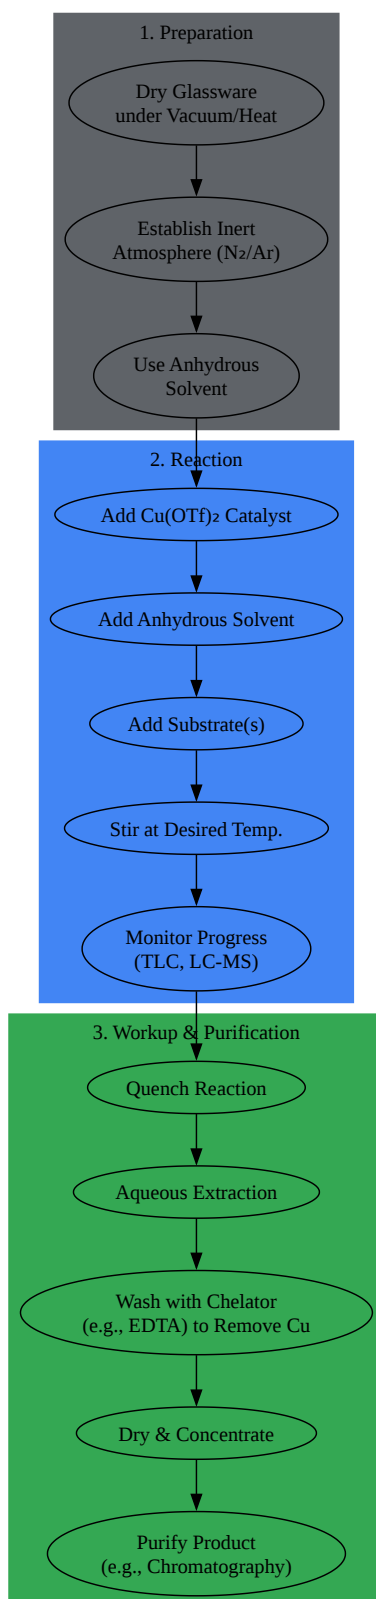 1. Preparation
Dry Glassware
under Vacuum/Heat
Establish Inert
Atmosphere (N₂/Ar)
Use Anhydrous
Solvent
2. Reaction
Add Cu(OTf)₂ Catalyst
Add Anhydrous Solvent
Add Substrate(s)
Stir at Desired Temp.
Monitor Progress
(TLC, LC-MS)
3. Workup & Purification
Quench Reaction
Aqueous Extraction
Wash with Chelator
(e.g., EDTA) to Remove Cu
Dry & Concentrate
Purify Product
(e.g., Chromatography)